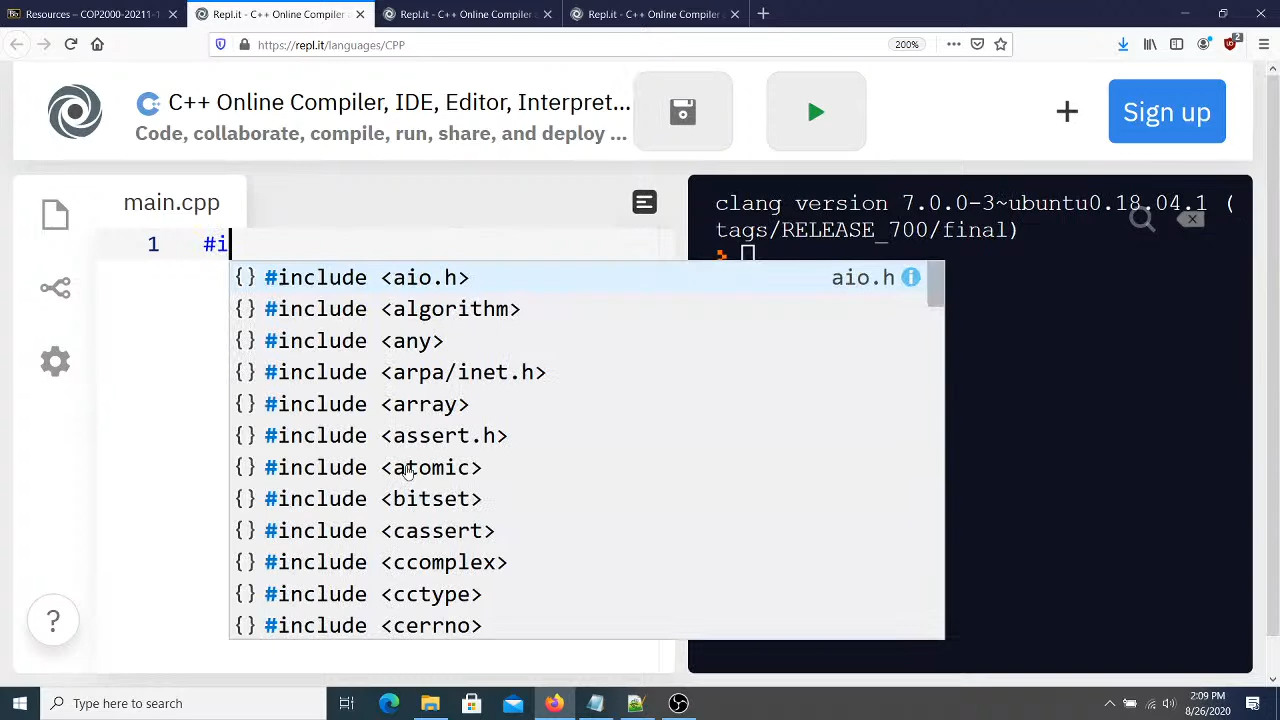 Resources – COP2000-20211-1
Repl.it - C++ Online Compiler
Repl.it - C++ Online Compiler
Repl.it - C++ Online Compiler
https://repl.it/languages/CPP
200%
2
C++ Online Compiler, IDE, Editor, Interpret...
Code, collaborate, compile, run, share, and deploy ...
Sign up
main.cpp
1 #i
clang version 7.0.0-3~ubuntu0.18.04.1 (
tags/RELEASE_700/final)
{} #include <aio.h> aio.h
{} #include <algorithm>
{} #include <any>
{} #include <arpa/inet.h>
{} #include <array>
{} #include <assert.h>
{} #include <atomic>
{} #include <bitset>
{} #include <cassert>
{} #include <ccomplex>
{} #include <cctype>
{} #include <cerrno>
?
Type here to search
2:09 PM
8/26/2020